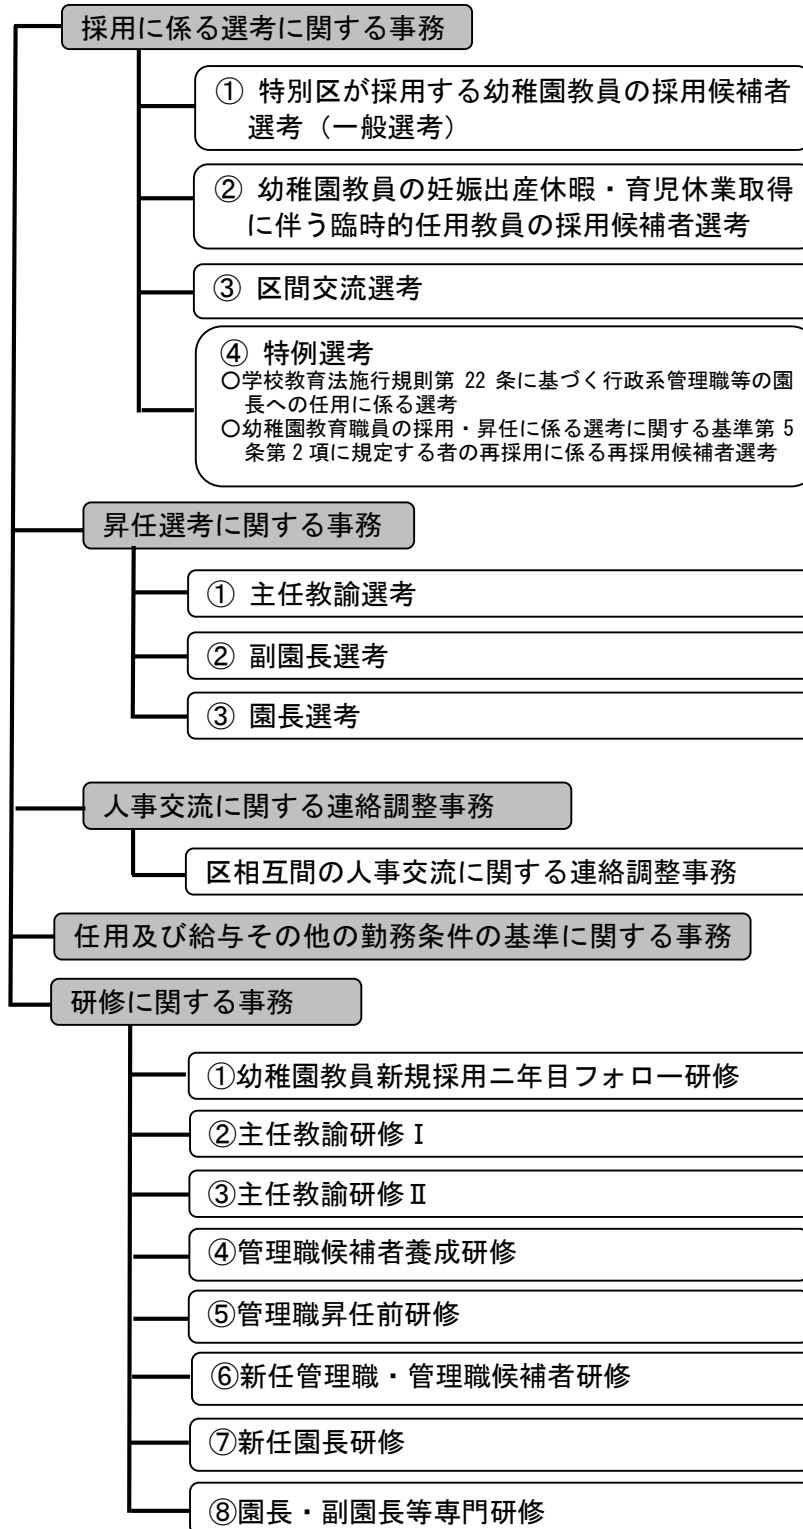 採用に係る選考に関する事務
① 特別区が採用する幼稚園教員の採用候補者
選考（一般選考）
② 幼稚園教員の妊娠出産休暇・育児休業取得
に伴う臨時的任用教員の採用候補者選考
③ 区間交流選考
④ 特例選考
○学校教育法施行規則第 22 条に基づく行政系管理職等の園
長への任用に係る選考
○幼稚園教育職員の採用・昇任に係る選考に関する基準第 5
条第 2 項に規定する者の再採用に係る再採用候補者選考
昇任選考に関する事務
① 主任教諭選考
② 副園長選考
③ 園長選考
人事交流に関する連絡調整事務
区相互間の人事交流に関する連絡調整事務
任用及び給与その他の勤務条件の基準に関する事務
研修に関する事務
①幼稚園教員新規採用二年目フォロー研修
②主任教諭研修Ⅰ
③主任教諭研修Ⅱ
④管理職候補者養成研修
⑤管理職昇任前研修
⑥新任管理職・管理職候補者研修
⑦新任園長研修
⑧園長・副園長等専門研修